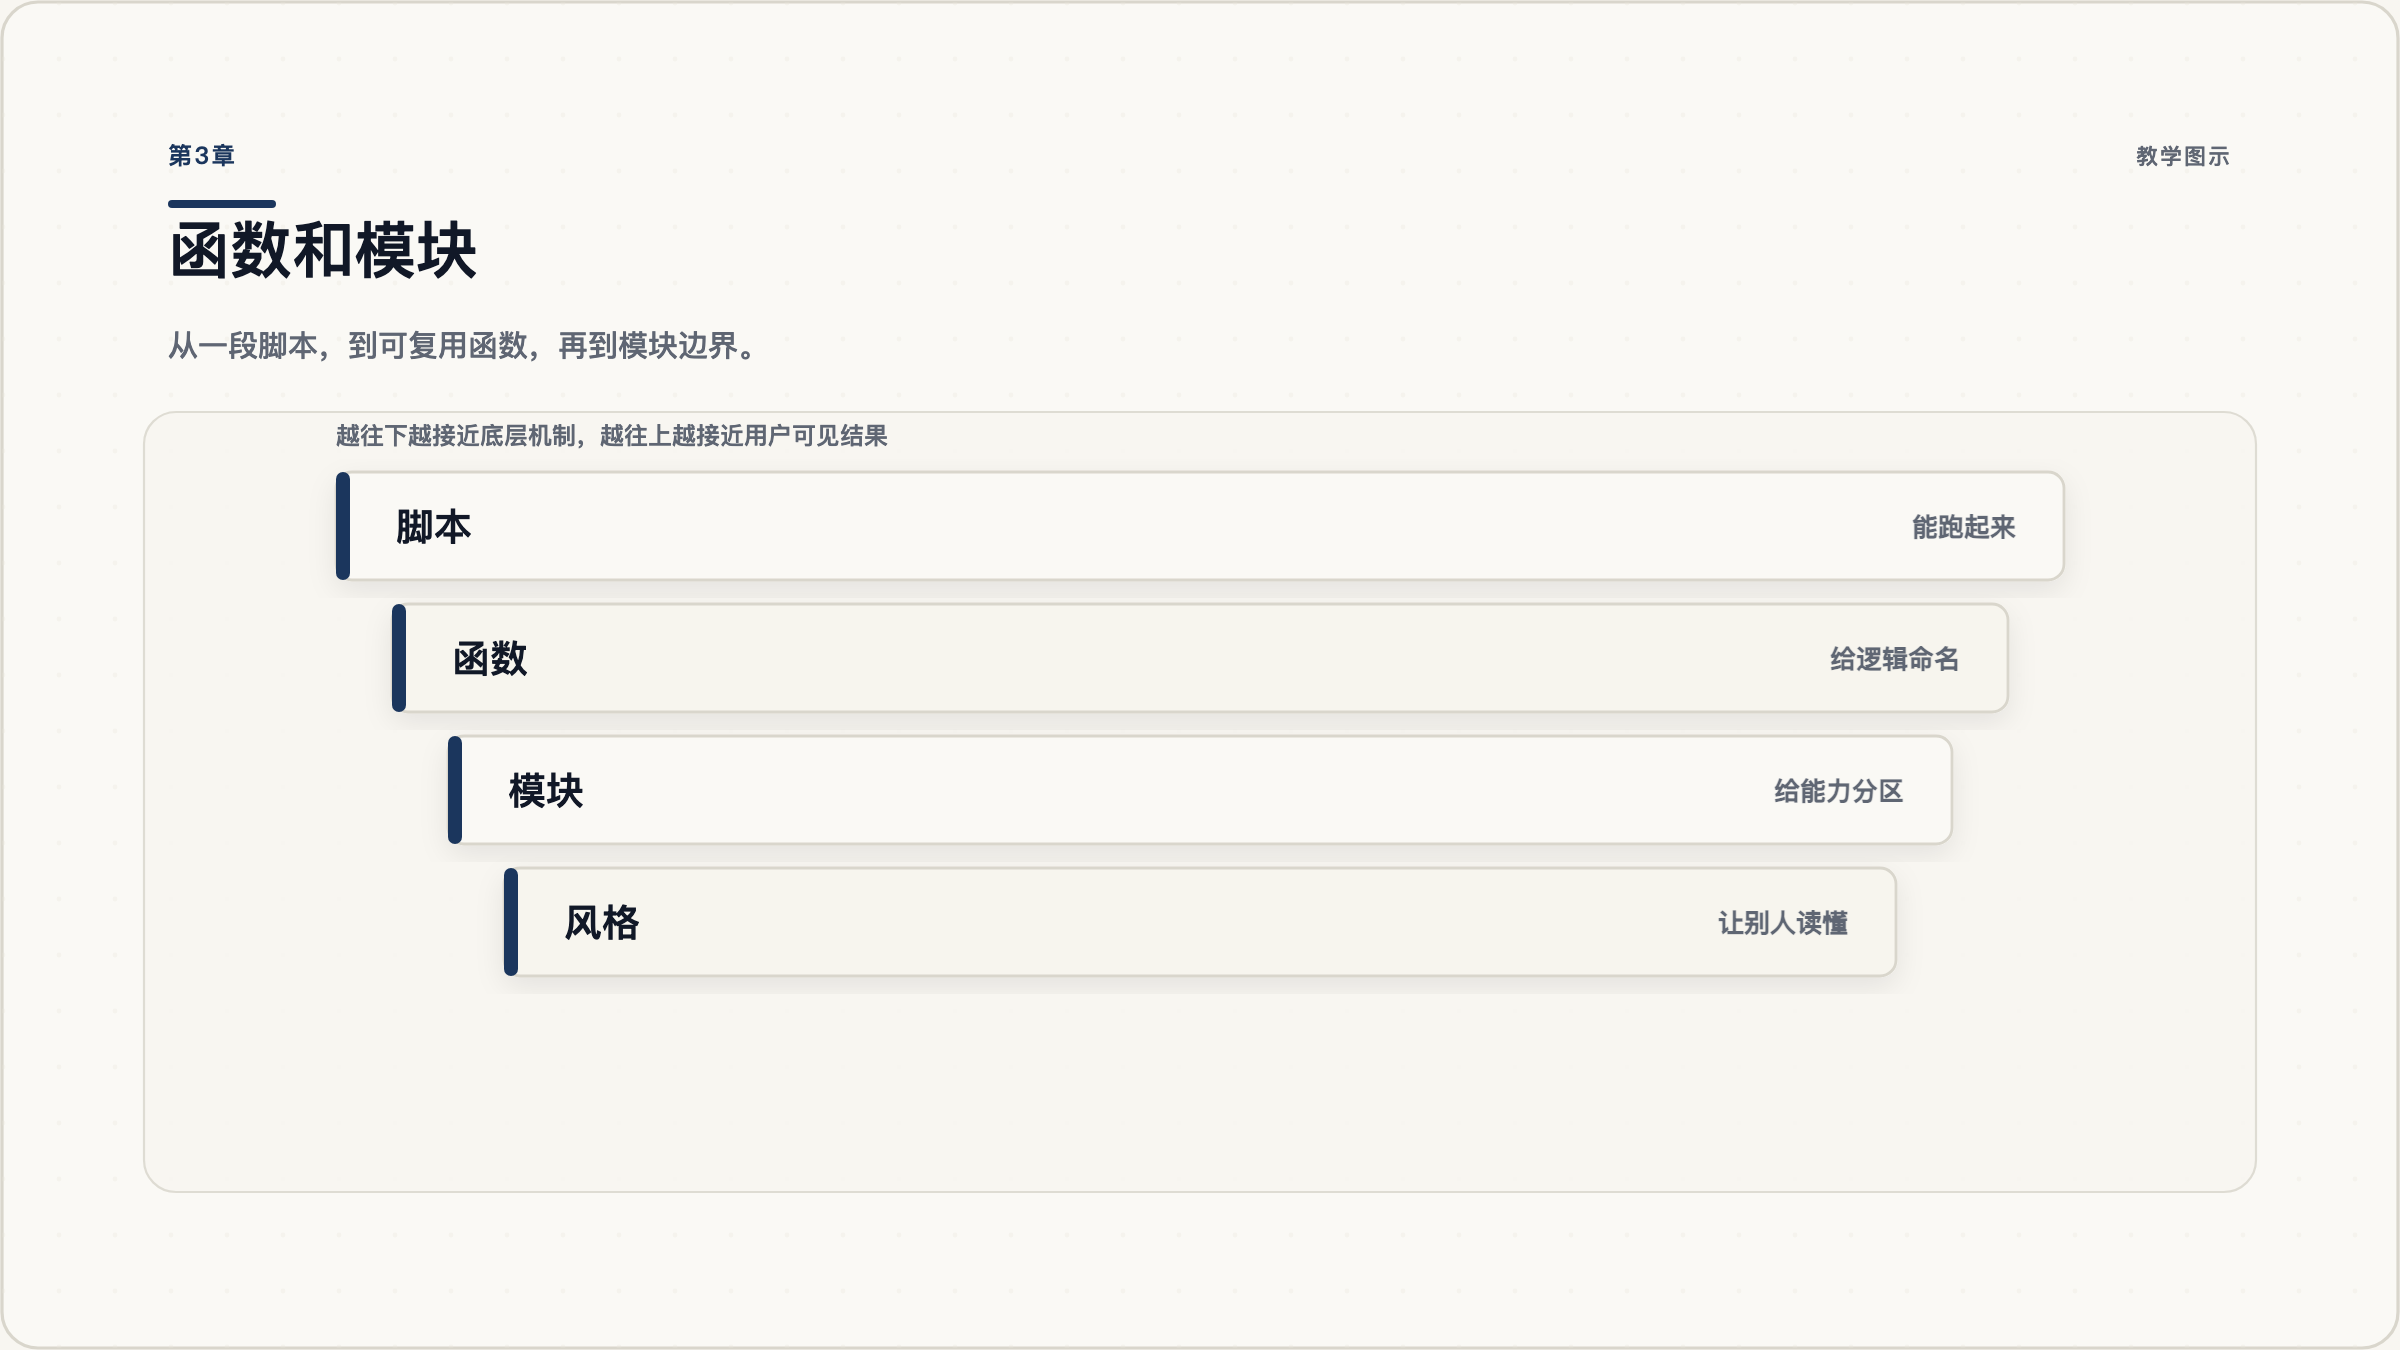 第3章
教学图示
函数和模块
从一段脚本，到可复用函数，再到模块边界。
越往下越接近底层机制，越往上越接近用户可见结果
脚本
能跑起来
函数
给逻辑命名
模块
给能力分区
风格
让别人读懂